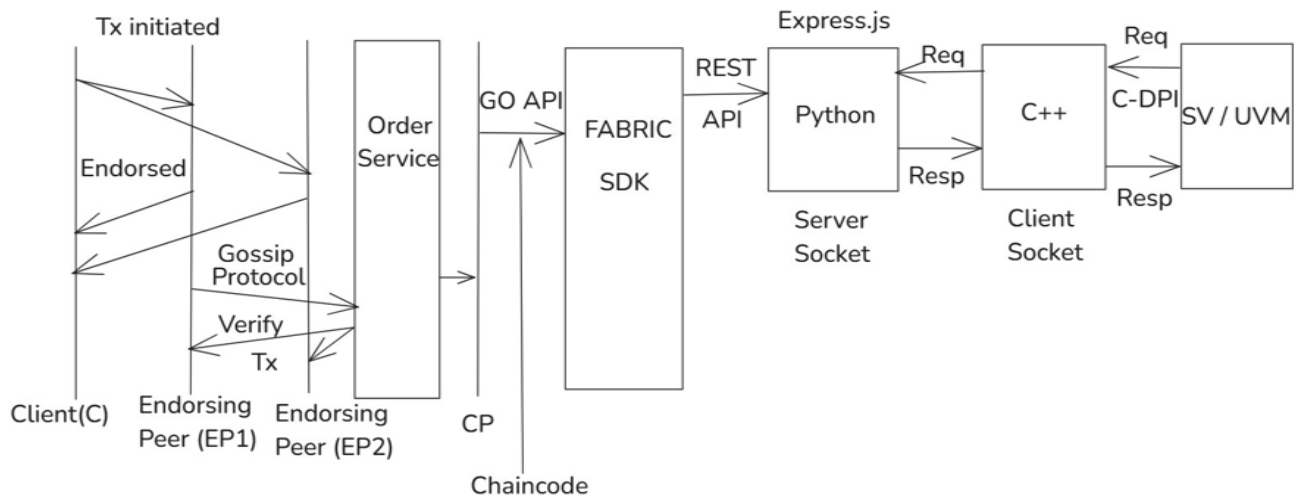 Tx initiated
Endorsed
Gossip
Protocol
Verify
Tx
Client(C)
Endorsing
Peer (EP1)
Endorsing
Peer (EP2)
Order
Service
CP
GO API
Chaincode
FABRIC
SDK
REST
API
Express.js
Python
Server
Socket
Req
Resp
C++
Client
Socket
Req
C-DPI
Resp
SV / UVM